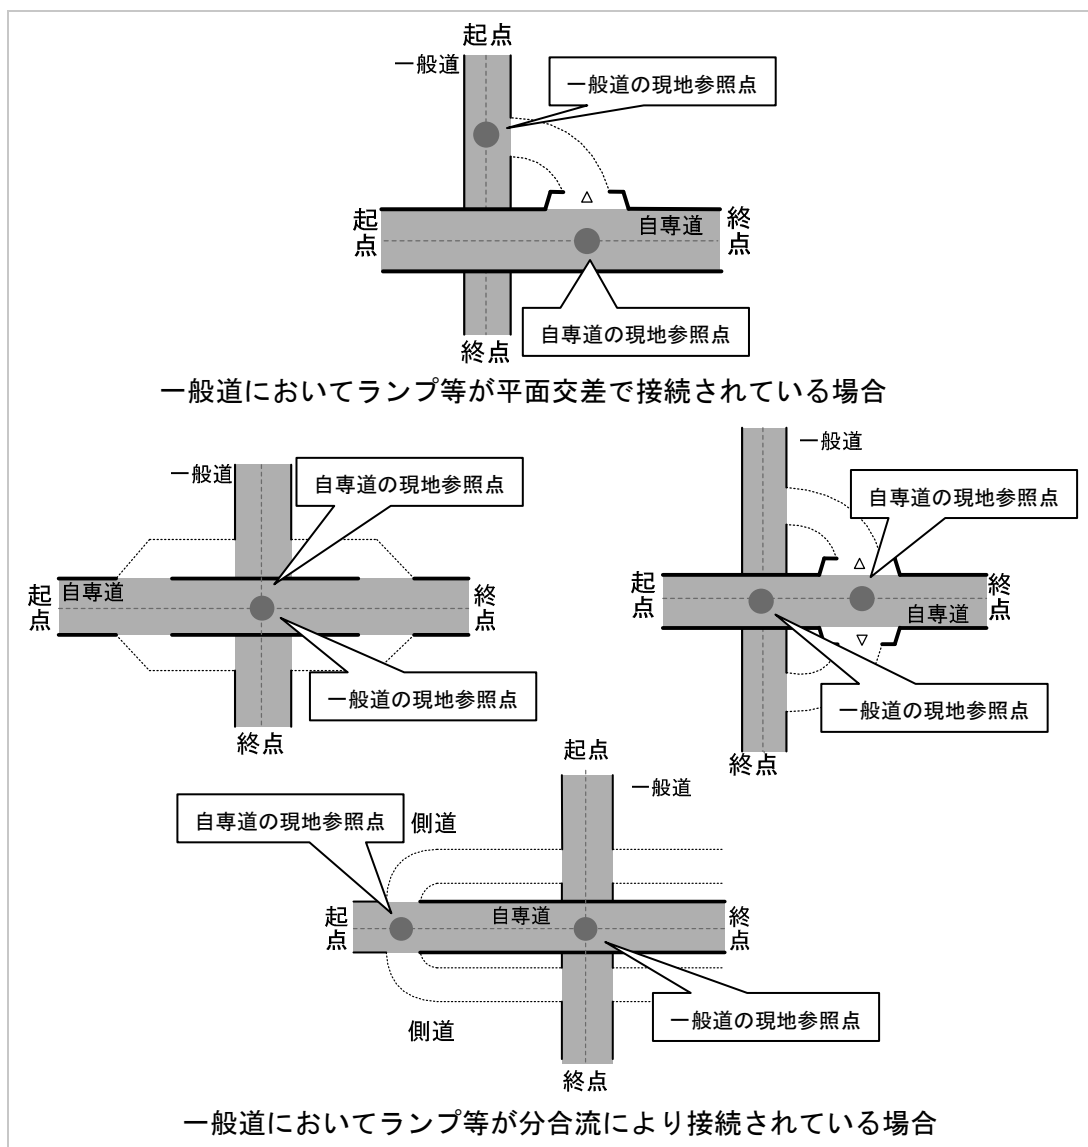 起点
一般道
一般道の現地参照点
起点
自専道
終点
自専道の現地参照点
終点
一般道においてランプ等が平面交差で接続されている場合
一般道
自専道の現地参照点
起点
自専道
終点
一般道の現地参照点
終点
一般道
自専道の現地参照点
起点
終点
自専道
一般道の現地参照点
終点
起点
一般道
自専道の現地参照点
側道
起点
自専道
終点
一般道の現地参照点
側道
終点
一般道においてランプ等が分合流により接続されている場合